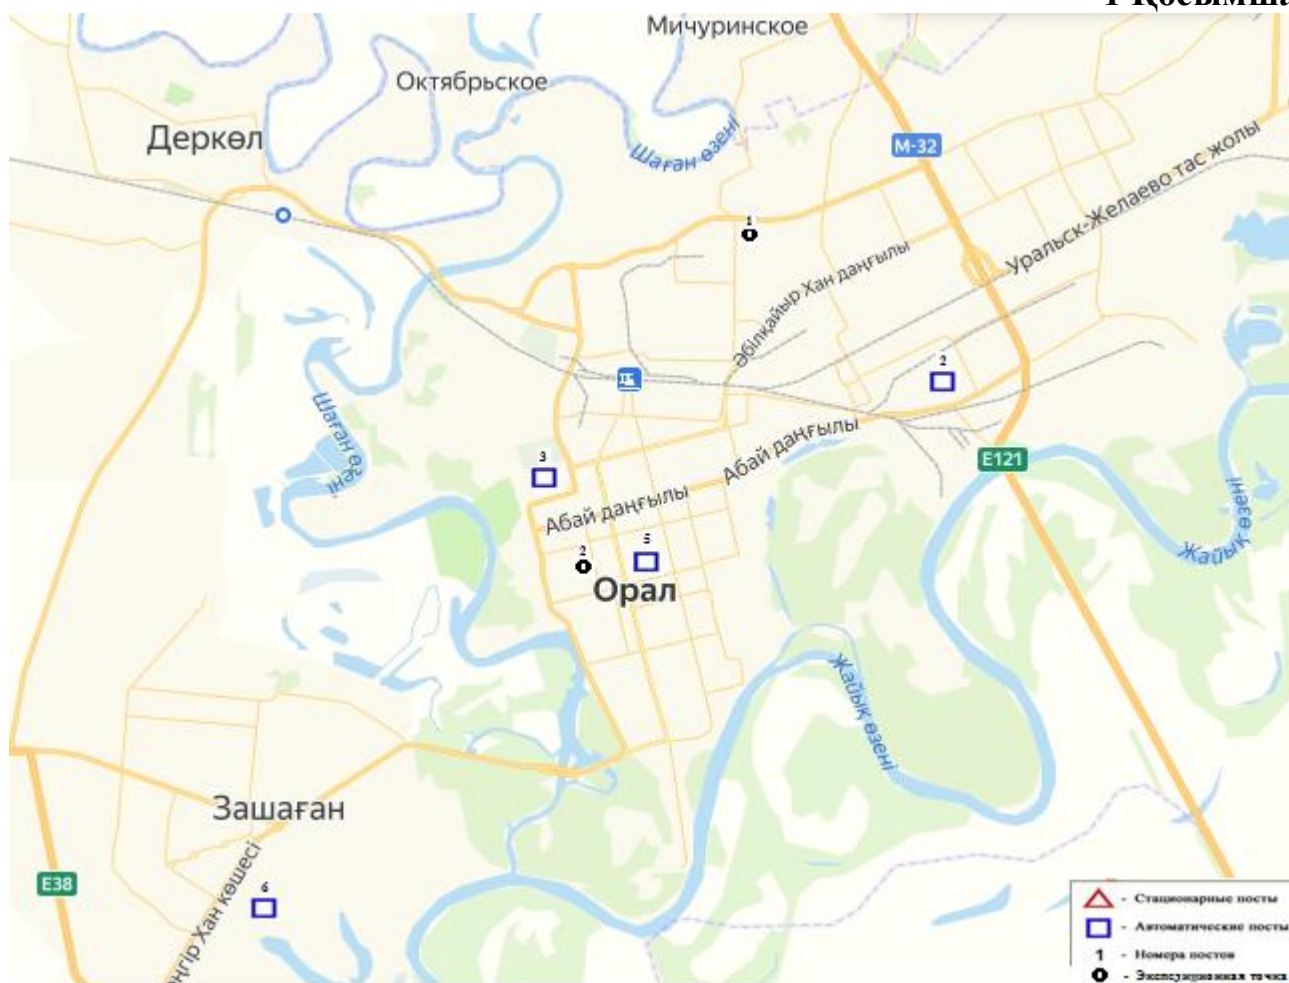 1 Қосымша
Мичуринское
Октябрьское
Деркөл
Шаған өзені
М-32
Уральск-Желаево тас жолы
1
Әбілқайыр Хан даңғылы
2
Шаған өзені
3
Абай даңғылы
Абай даңғылы
E121
Жайық өзені
2
5
Орал
Жайық өзені
Зашаған
E38
6
Хан көшесі
- Стационарные посты
- Автоматические посты
1 - Номера постов
- Экспедиционная точка